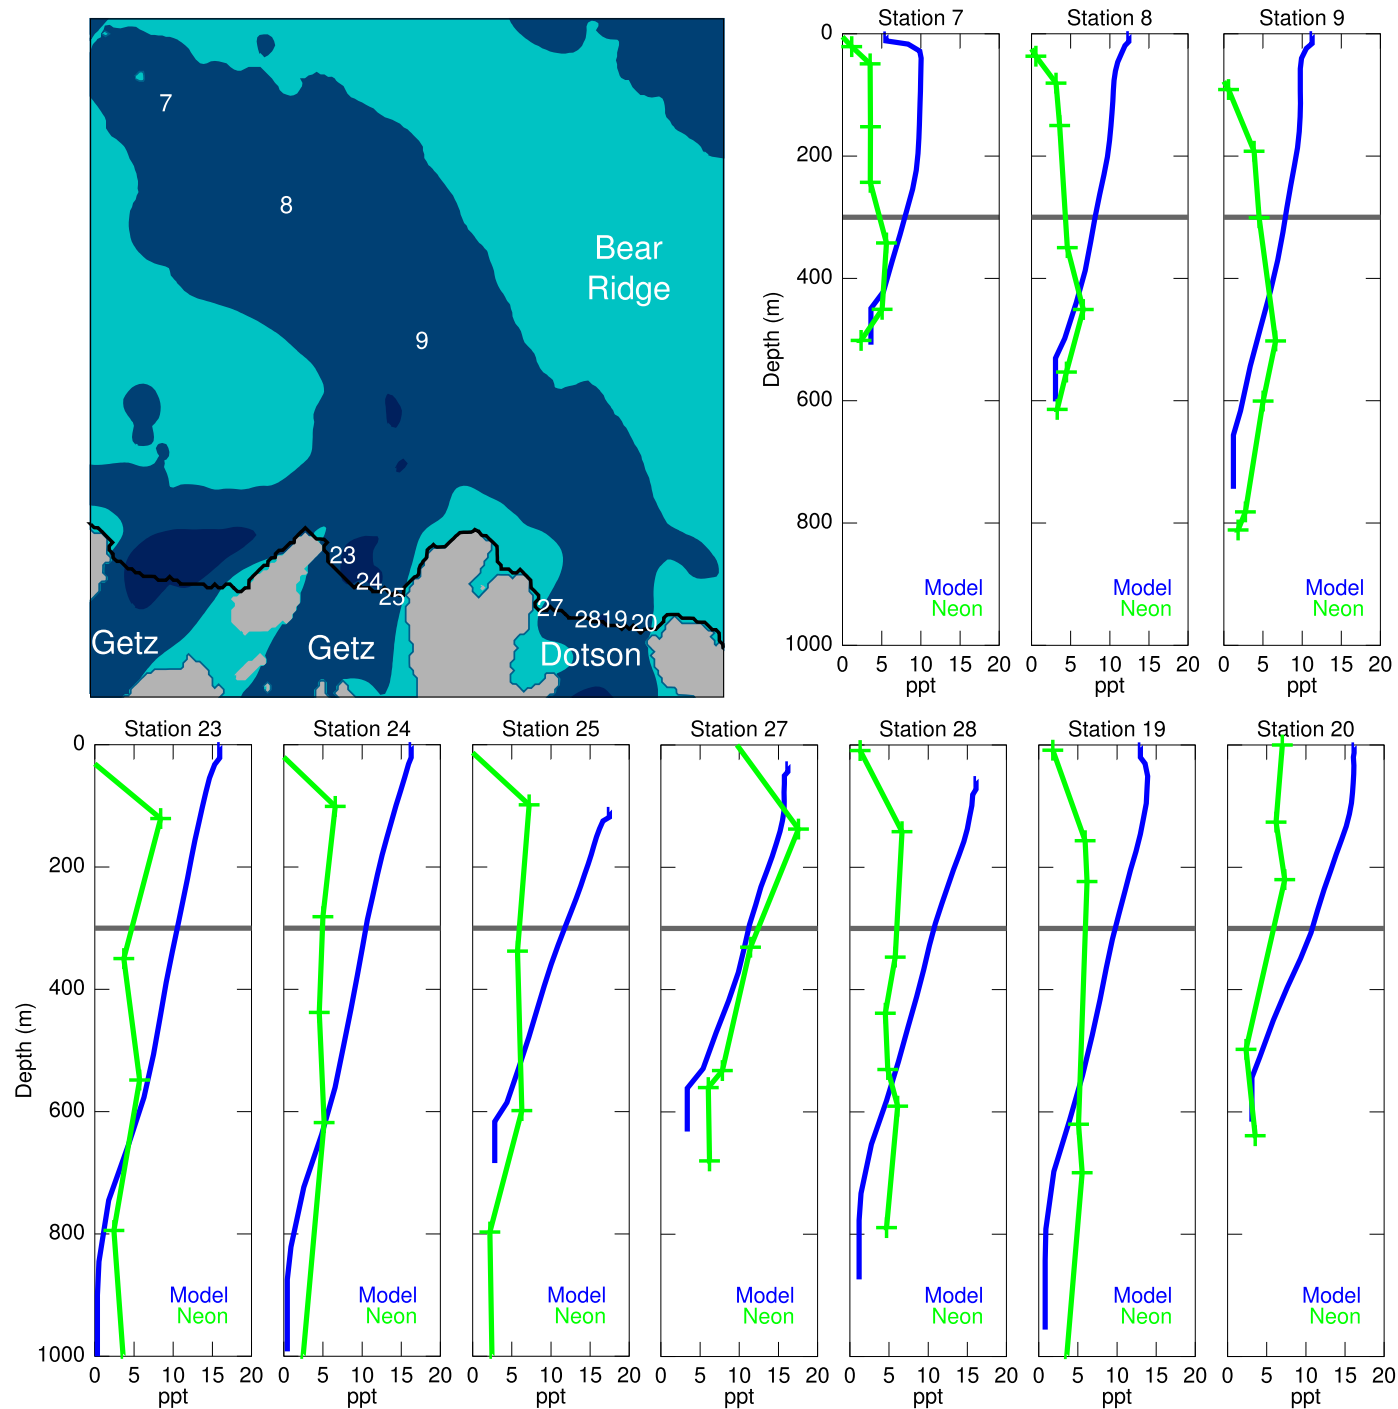 7
8
9
Bear
Ridge
23
24
25
27
28 19 20
Getz
Getz
Dotson
Station 7
Station 8
Station 9
0
200
400
600
800
1000
Depth (m)
Model
Neon
Model
Neon
Model
Neon
0 5 10 15 20
0 5 10 15 20
0 5 10 15 20
ppt
ppt
ppt
Station 23
Station 24
Station 25
Station 27
Station 28
Station 19
Station 20
0
200
400
600
800
1000
Depth (m)
Model
Neon
Model
Neon
Model
Neon
Model
Neon
Model
Neon
Model
Neon
Model
Neon
0 5 10 15 20
0 5 10 15 20
0 5 10 15 20
0 5 10 15 20
0 5 10 15 20
0 5 10 15 20
0 5 10 15 20
ppt
ppt
ppt
ppt
ppt
ppt
ppt